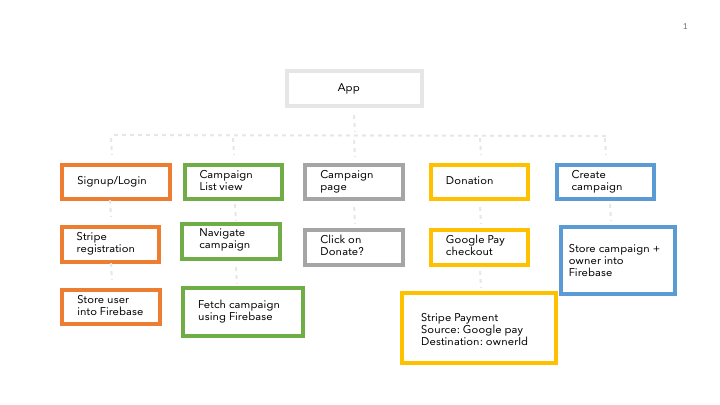 1
App
Signup/Login
Campaign
List view
Campaign
page
Donation
Create
campaign
Stripe
registration
Navigate
campaign
Click on
Donate?
Google Pay
checkout
Store campaign +
owner into
Firebase
Store user
into Firebase
Fetch campaign
using Firebase
Stripe Payment
Source: Google pay
Destination: ownerId